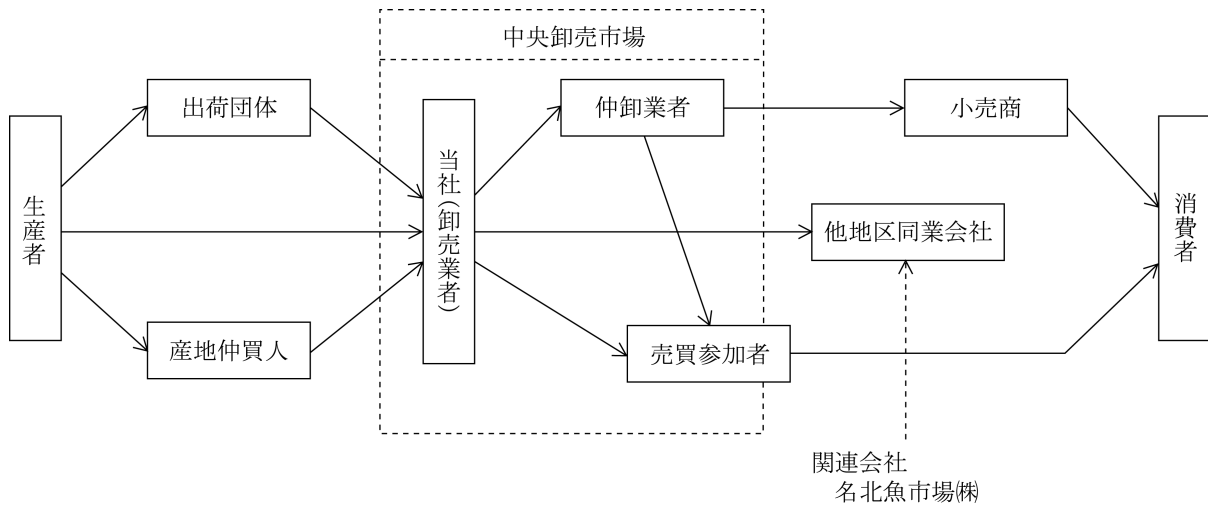 中央卸売市場
出荷団体
仲卸業者
小売商
生産者
当社(卸売業者)
他地区同業会社
消費者
産地仲買人
売買参加者
関連会社
名北魚市場㈱